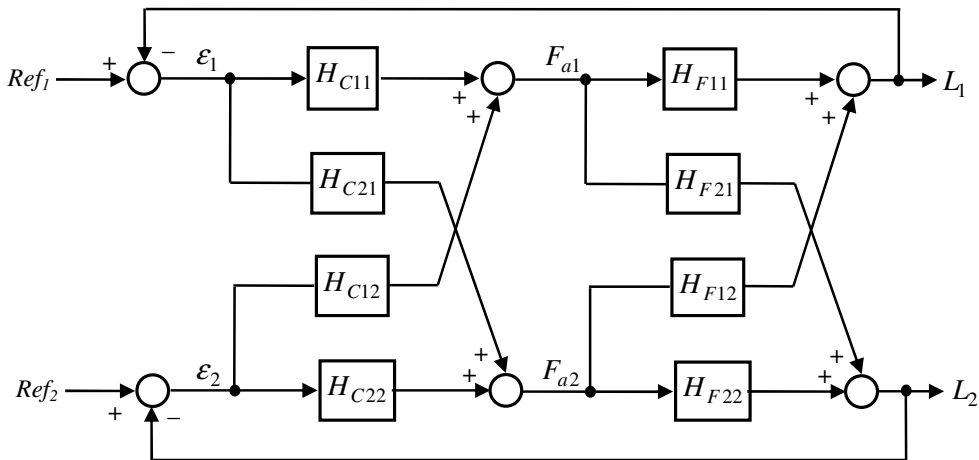 Ref1 + − ε1 HC11 + + Fa1 HF11 + + L1
HC21 HF21
HC12 HF12
Ref2 + − ε2 HC22 + + Fa2 HF22 + + L2